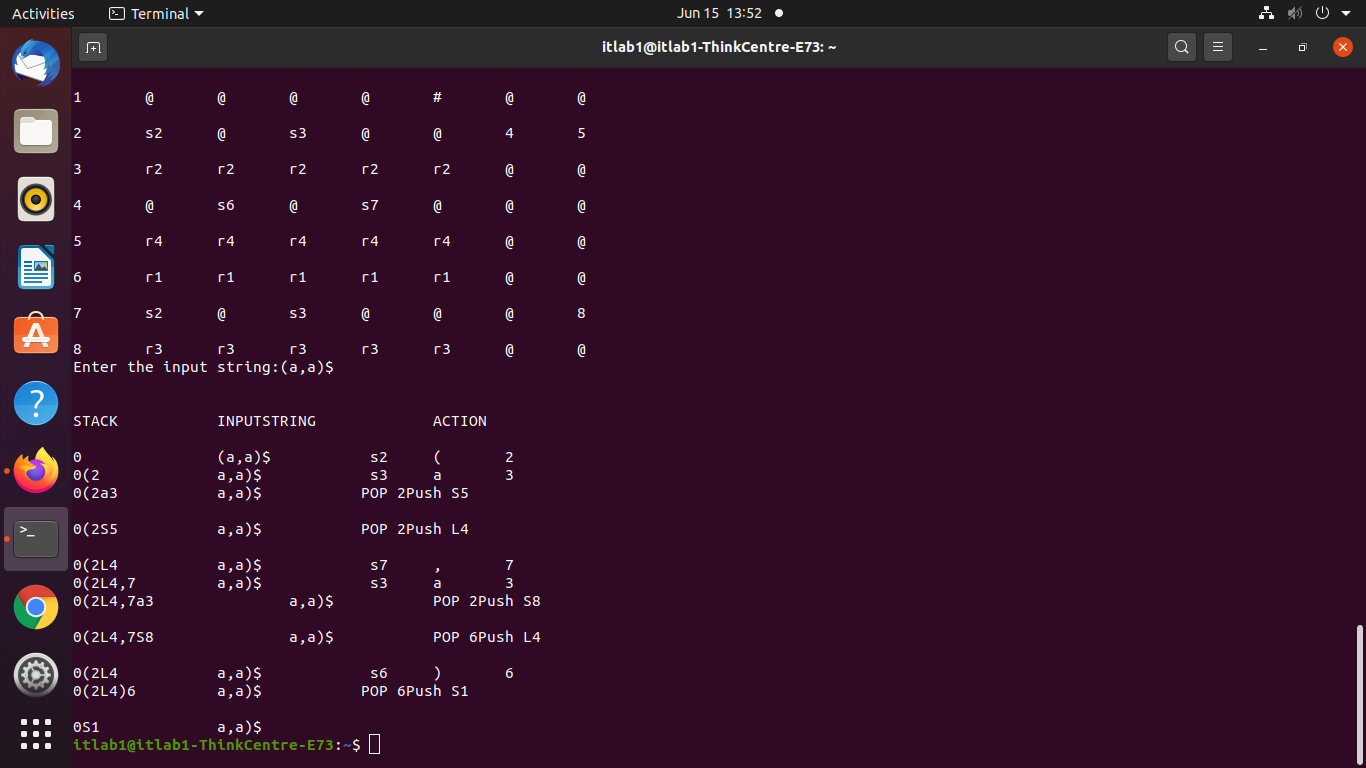 Activities Terminal Jun 15 13:52
itlab1@itlab1-ThinkCentre-E73: ~
1 @ @ @ @ # @ @
2 s2 @ s3 @ @ 4 5
3 r2 r2 r2 r2 r2 @ @
4 @ s6 @ s7 @ @ @
5 r4 r4 r4 r4 r4 @ @
6 r1 r1 r1 r1 r1 @ @
7 s2 @ s3 @ @ @ 8
8 r3 r3 r3 r3 r3 @ @
Enter the input string:(a,a)$
STACK INPUTSTRING ACTION
0 (a,a)$ s2 ( 2
0(2 a,a)$ s3 a 3
0(2a3 a,a)$ POP 2Push S5
0(2S5 a,a)$ POP 2Push L4
0(2L4 a,a)$ s7 , 7
0(2L4,7 a,a)$ s3 a 3
0(2L4,7a3 a,a)$ POP 2Push S8
0(2L4,7S8 a,a)$ POP 6Push L4
0(2L4 a,a)$ s6 ) 6
0(2L4)6 a,a)$ POP 6Push S1
0S1 a,a)$
itlab1@itlab1-ThinkCentre-E73:~$